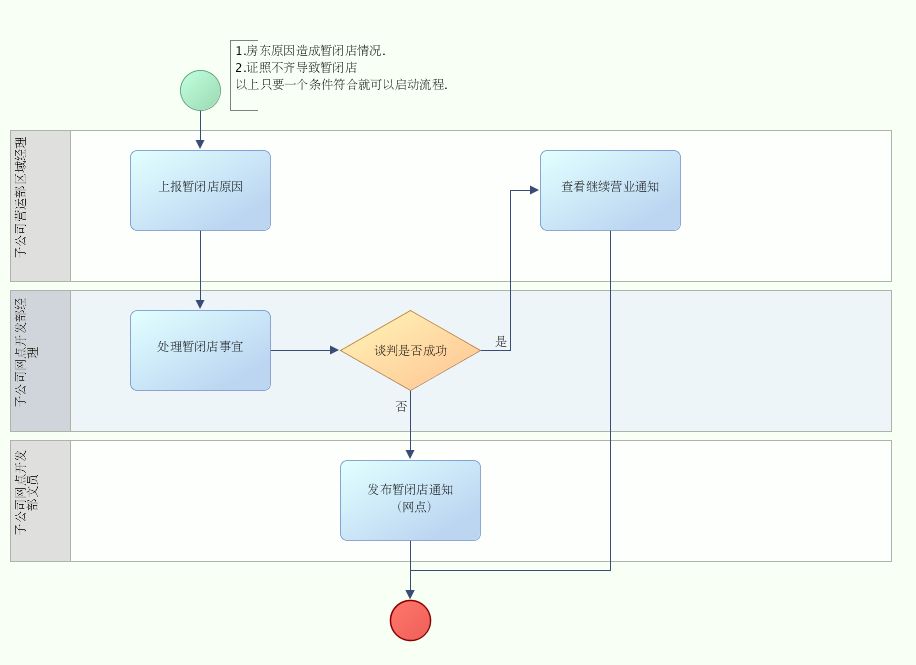 1.房东原因造成暂闭店情况.
2.证照不齐导致暂闭店
以上只要一个条件符合就可以启动流程.
子公司营运部区域经理
上报暂闭店原因
查看继续营业通知
子公司网点开发部经
理
处理暂闭店事宜
谈判是否成功
是
否
子公司网点开发
部文员
发布暂闭店通知
（网点）